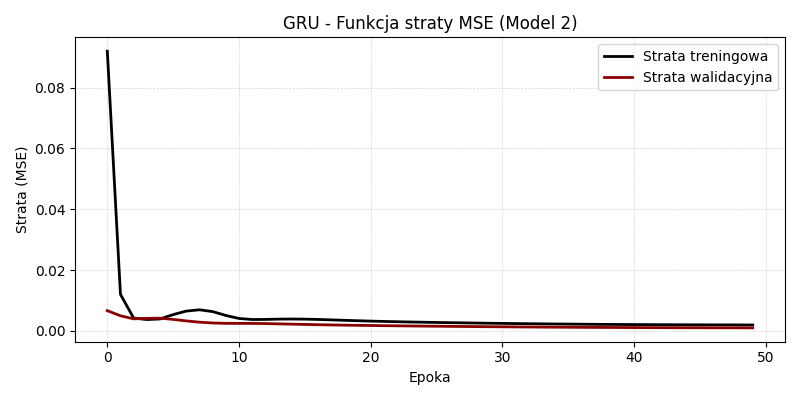 GRU - Funkcja straty MSE (Model 2)
Strata treningowa
Strata walidacyjna
Strata (MSE)
0.08
0.06
0.04
0.02
0.00
0 10 20 30 40 50
Epoka